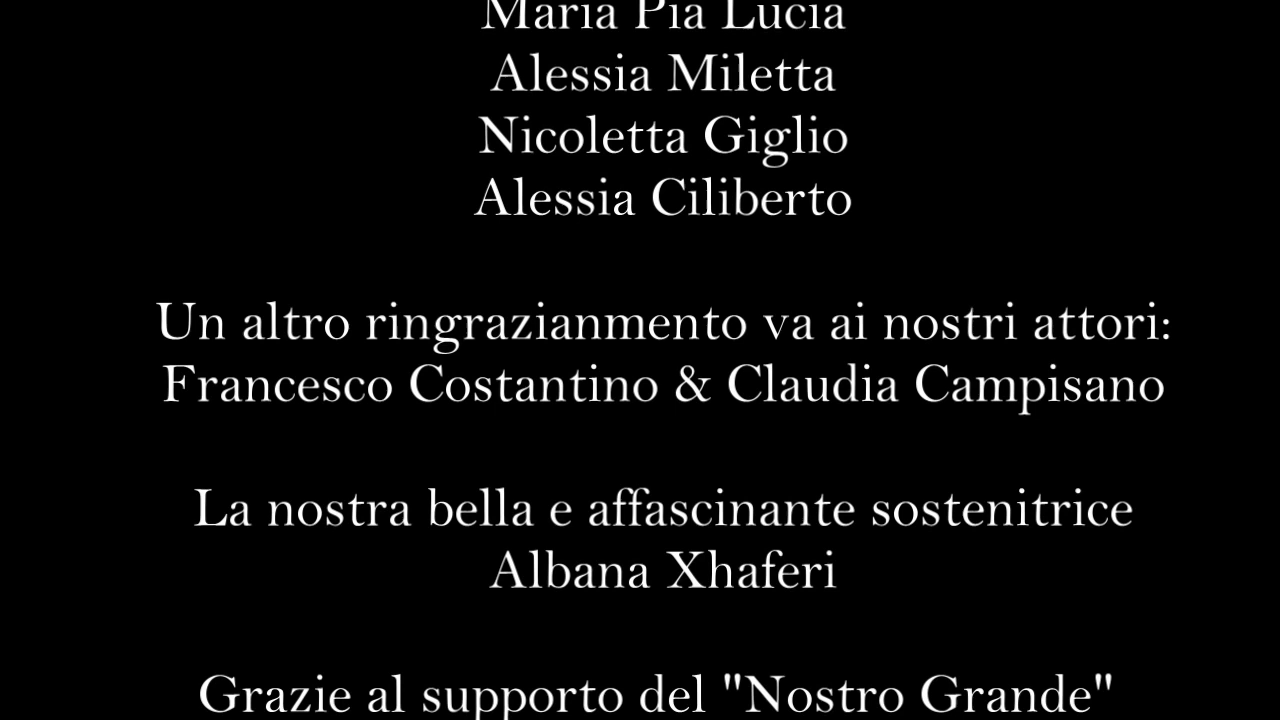 Maria Pia Lucia
Alessia Miletta
Nicoletta Giglio
Alessia Ciliberto
Un altro ringrazianmento va ai nostri attori:
Francesco Costantino & Claudia Campisano
La nostra bella e affascinante sostenitrice
Albana Xhaferi
Grazie al supporto del "Nostro Grande"